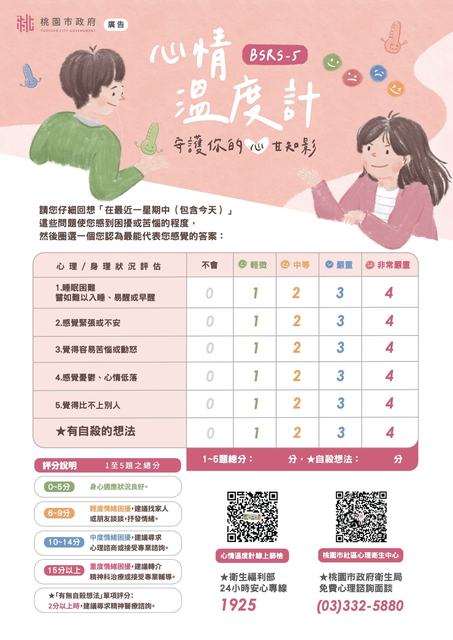 桃園市政府
TAOYUAN CITY GOVERNMENT
廣告
心情
BSRS-5
溫度計
守護你的心 甘知影
請您仔細回想「在最近一星期中（包含今天）」
這些問題使您感到困擾或苦惱的程度，
然後圈選一個您認為最能代表您感覺的答案：
心理/身理狀況評估 不會 輕微 中等 嚴重 非常嚴重
1.睡眠困難
譬如難以入睡、易醒或早醒
0 1 2 3 4
2.感覺緊張或不安 0 1 2 3 4
3.覺得容易苦惱或動怒 0 1 2 3 4
4.感覺憂鬱、心情低落 0 1 2 3 4
5.覺得比不上別人 0 1 2 3 4
★有自殺的想法 0 1 2 3 4
1~5題總分： 分，★自殺想法： 分
評分說明 1至5題之總分
0~5分 身心適應狀況良好。
6~9分 輕度情緒困擾，建議找家人
或朋友談談，抒發情緒。
10~14分 中度情緒困擾，建議尋求
心理諮商或接受專業諮詢。
15分以上 重度情緒困擾，建議轉介
精神科治療或接受專業輔導。
★「有無自殺想法」單項評分：
2分以上時，建議尋求精神醫療諮詢。
心情溫度計線上篩檢
★衛生福利部
24小時安心專線
1925
桃園市社區心理衛生中心
★桃園市政府衛生局
免費心理諮詢面談
(03)332-5880